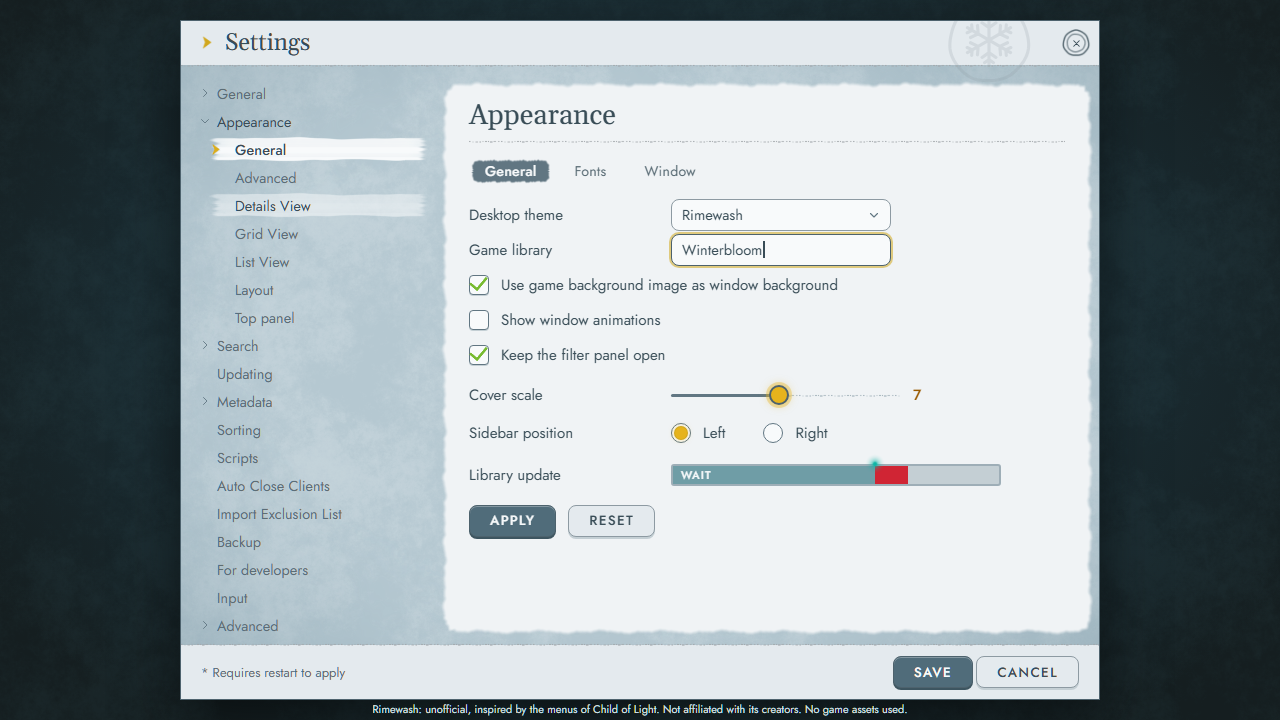 Settings
General
Appearance
General
Advanced
Details View
Grid View
List View
Layout
Top panel
Search
Updating
Metadata
Sorting
Scripts
Auto Close Clients
Import Exclusion List
Backup
For developers
Input
Advanced
Appearance
General Fonts Window
Desktop theme Rimewash
Game library Winterbloom
Use game background image as window background
Show window animations
Keep the filter panel open
Cover scale 7
Sidebar position Left Right
Library update WAIT
APPLY RESET
* Requires restart to apply
SAVE CANCEL
Rimewash: unofficial, inspired by the menus of Child of Light. Not affiliated with its creators. No game assets used.